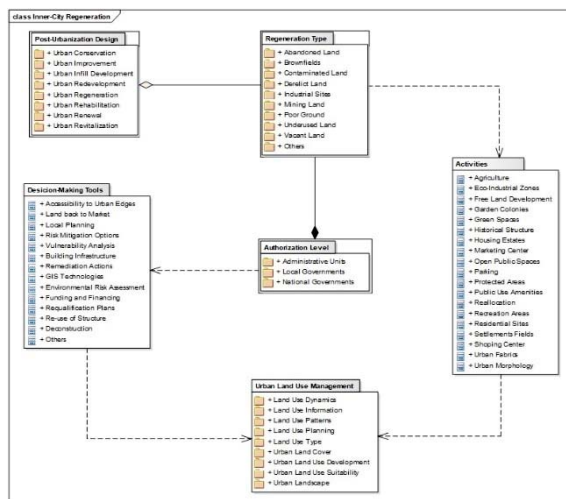 class Inner-City Regeneration
Post-Urbanization Design
+ Urban Conservation
+ Urban Improvement
+ Urban Infill Development
+ Urban Redevelopment
+ Urban Regeneration
+ Urban Rehabilitation
+ Urban Renewal
+ Urban Revitalization
Regeneration Type
+ Abandoned Land
+ Brownfields
+ Contaminated Land
+ Derelict Land
+ Industrial Sites
+ Mining Land
+ Poor Ground
+ Underused Land
+ Vacant Land
+ Others
Activities
+ Agriculture
+ Eco-Industrial Zones
+ Free Land Development
+ Garden Colonies
+ Green Spaces
+ Historical Structure
+ Housing Estates
+ Marketing Center
+ Open Public Spaces
+ Parking
+ Protected Areas
+ Public Use Amenities
+ Reallocation
+ Recreation Areas
+ Residential Sites
+ Settlements Fields
+ Shoping Center
+ Urban Fabrics
+ Urban Morphology
Desicion-Making Tools
+ Accessibility to Urban Edges
+ Land back to Market
+ Local Planning
+ Risk Mitigation Options
+ Vulnerability Analysis
+ Building Infrastructure
+ Remediation Actions
+ GIS Technologies
+ Environmental Risk Assessment
+ Funding and Financing
+ Requalification Plans
+ Re-use of Structure
+ Deconstruction
+ Others
Authorization Level
+ Administrative Units
+ Local Governments
+ National Governments
Urban Land Use Management
+ Land Use Dynamics
+ Land Use Information
+ Land Use Patterns
+ Land Use Planning
+ Land Use Type
+ Urban Land Cover
+ Urban Land Use Development
+ Urban Land Use Suitability
+ Urban Landscape